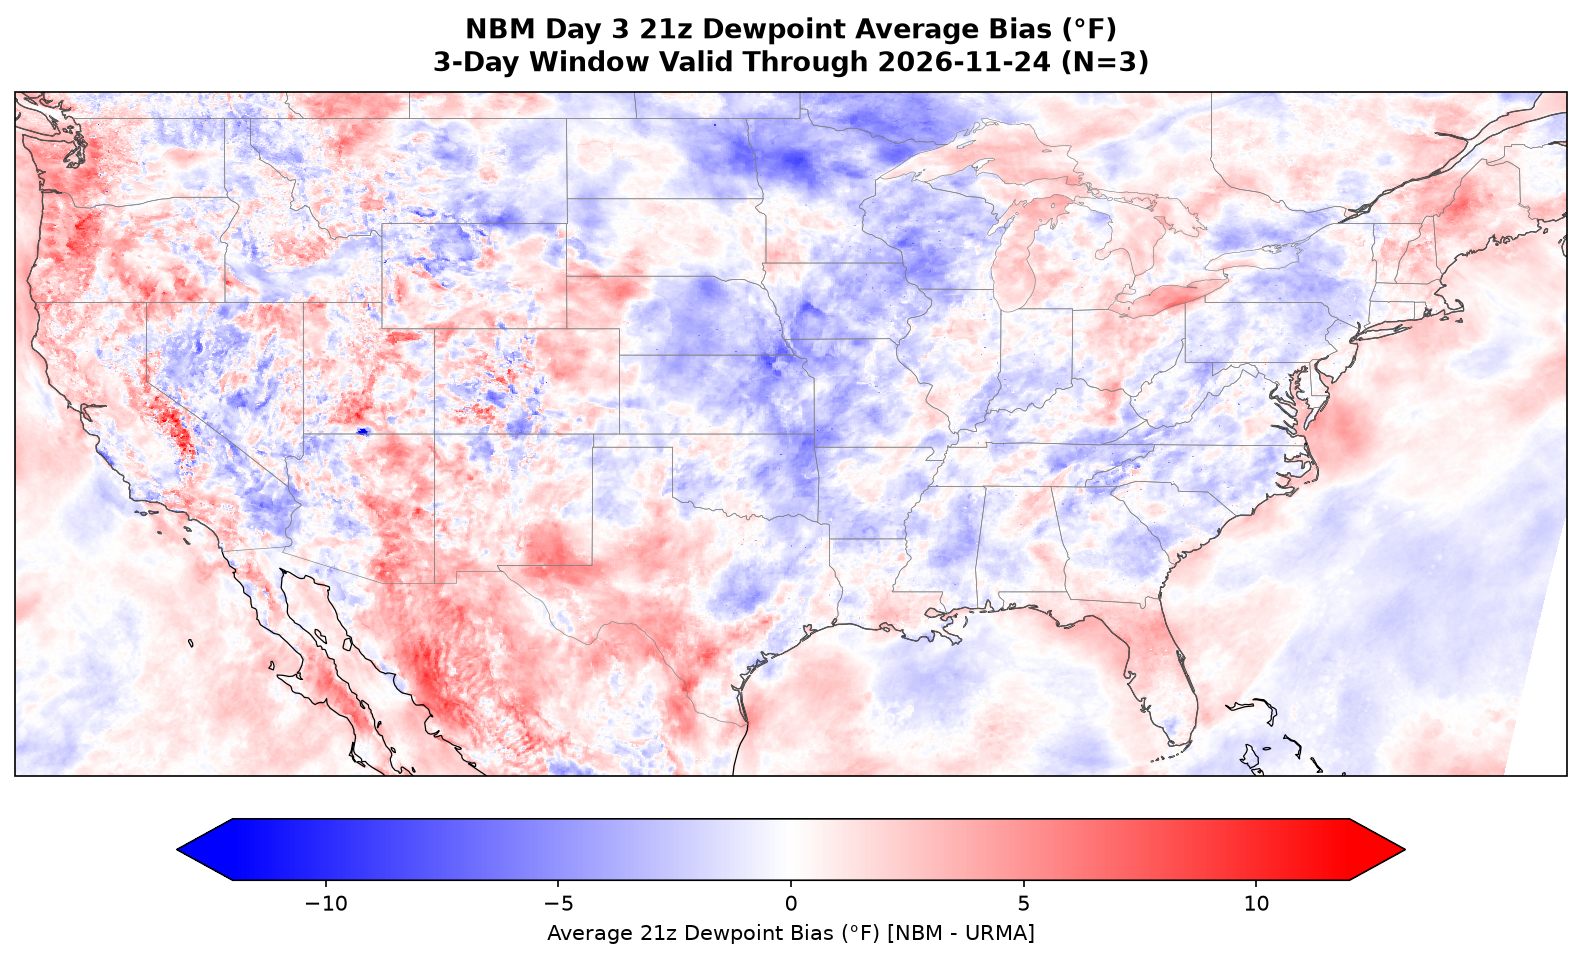 NBM Day 3 21z Dewpoint Average Bias (°F)
3-Day Window Valid Through 2026-11-24 (N=3)
−10 −5 0 5 10
Average 21z Dewpoint Bias (°F) [NBM - URMA]